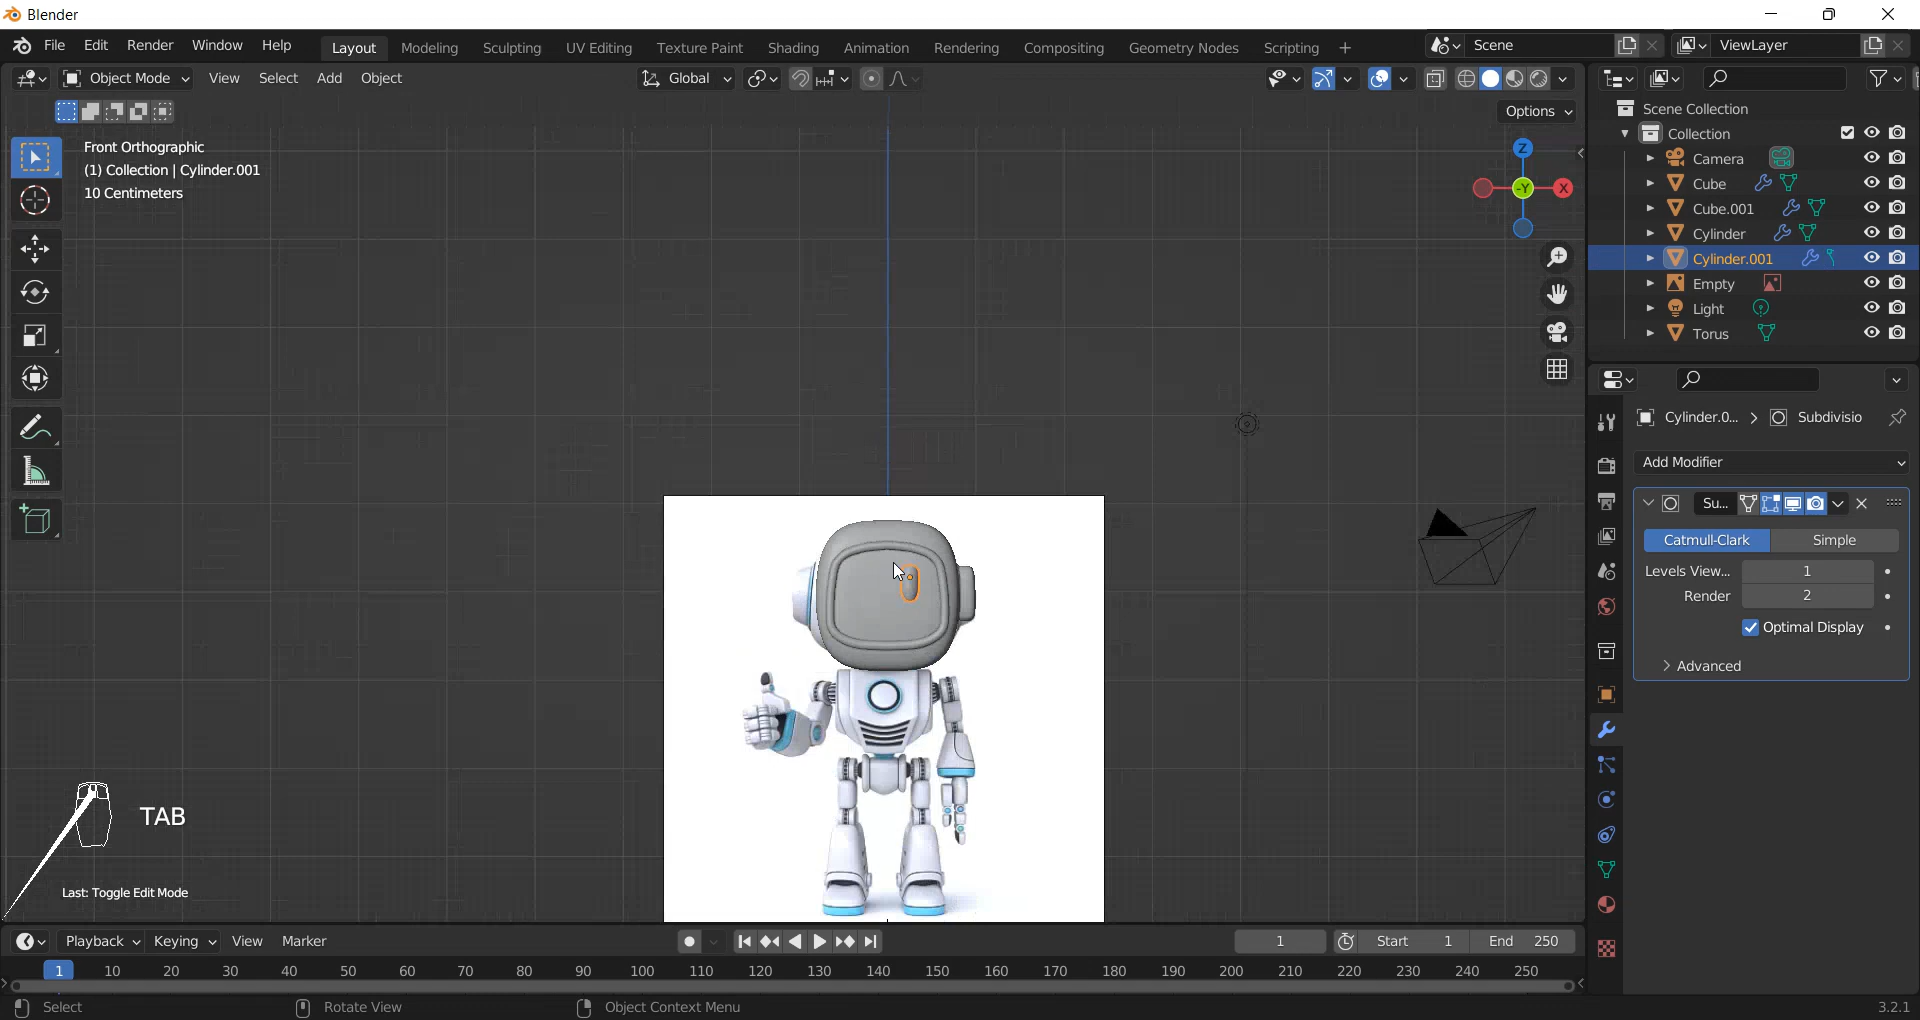 Blender
File Edit Render Window Help Layout Modeling Sculpting UV Editing Texture Paint Shading Animation Rendering Compositing Geometry Nodes Scripting + Scene ViewLayer
Object Mode View Select Add Object Global
Options
Front Orthographic
(1) Collection | Cylinder.001
10 Centimeters
Z
-Y X
Scene Collection
Collection
Camera
Cube
Cube.001
Cylinder
Cylinder.001
Empty
Light
Torus
Cylinder.0... > Subdivisio
Add Modifier
Su...
Catmull-Clark Simple
Levels View... 1
Render 2
Optimal Display
> Advanced
TAB
Last: Toggle Edit Mode
Playback Keying View Marker 1 Start 1 End 250
1 10 20 30 40 50 60 70 80 90 100 110 120 130 140 150 160 170 180 190 200 210 220 230 240 250
Select Rotate View Object Context Menu 3.2.1